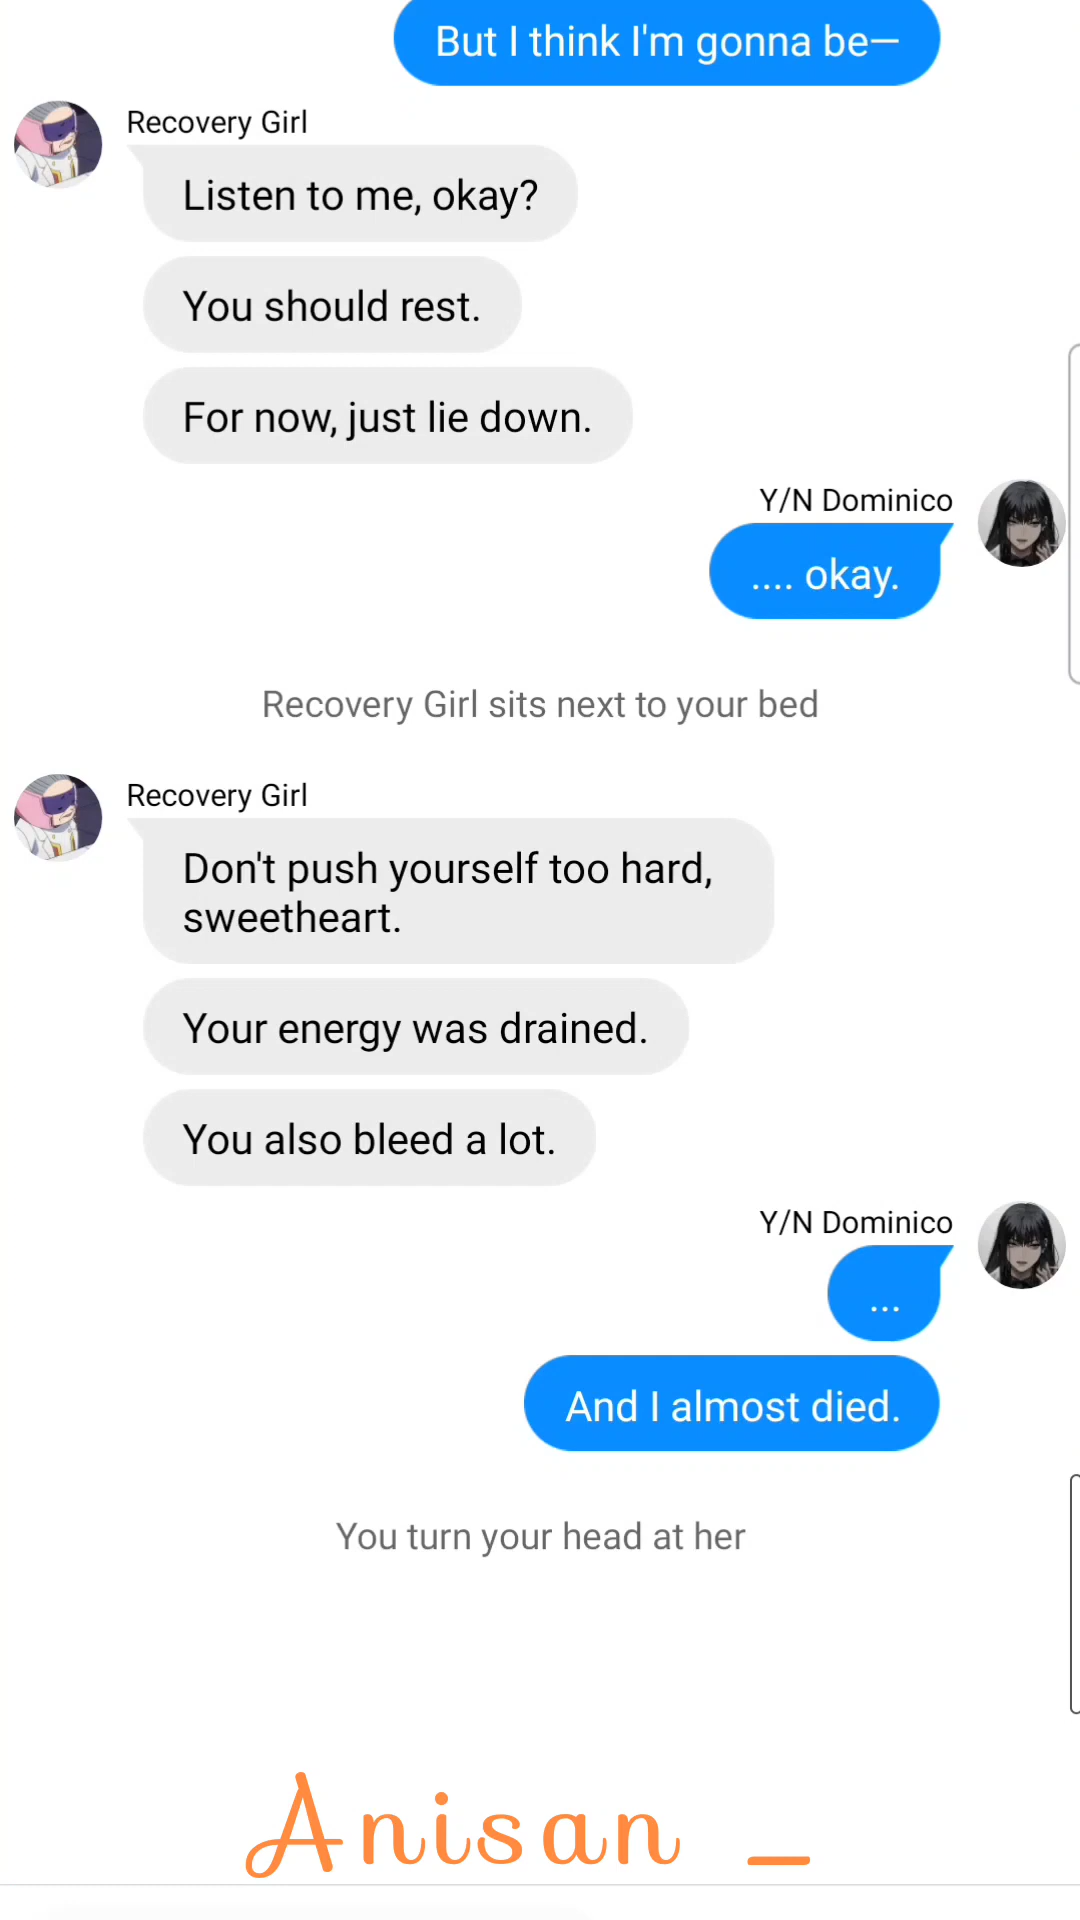 But I think I'm gonna be—
Recovery Girl
Listen to me, okay?
You should rest.
For now, just lie down.
Y/N Dominico
.... okay.
Recovery Girl sits next to your bed
Recovery Girl
Don't push yourself too hard,
sweetheart.
Your energy was drained.
You also bleed a lot.
Y/N Dominico
...
And I almost died.
You turn your head at her
Anisan _